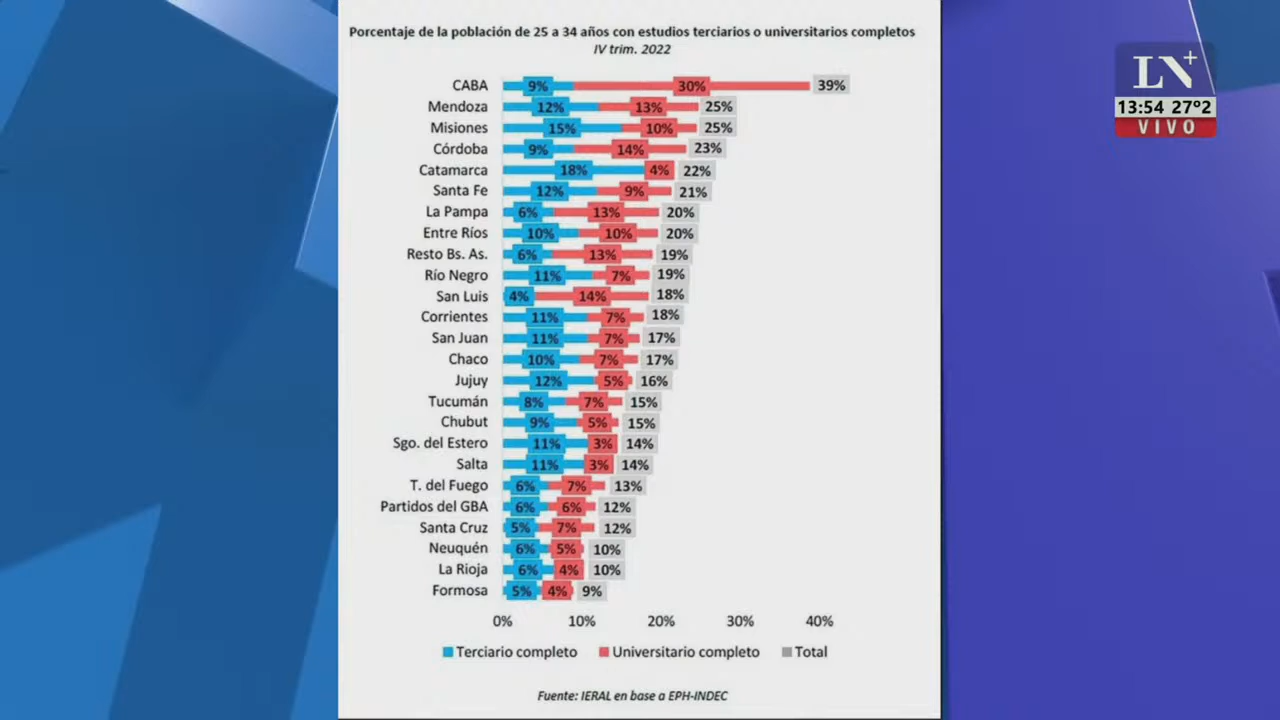 Porcentaje de la población de 25 a 34 años con estudios terciarios o universitarios completos
IV trim. 2022
LN+
13:54 27º2
VIVO
CABA 9% 30% 39%
Mendoza 12% 13% 25%
Misiones 15% 10% 25%
Córdoba 9% 14% 23%
Catamarca 18% 4% 22%
Santa Fe 12% 9% 21%
La Pampa 6% 13% 20%
Entre Ríos 10% 10% 20%
Resto Bs. As. 6% 13% 19%
Río Negro 11% 7% 19%
San Luis 4% 14% 18%
Corrientes 11% 7% 18%
San Juan 11% 7% 17%
Chaco 10% 7% 17%
Jujuy 12% 5% 16%
Tucumán 8% 7% 15%
Chubut 9% 5% 15%
Sgo. del Estero 11% 3% 14%
Salta 11% 3% 14%
T. del Fuego 6% 7% 13%
Partidos del GBA 6% 6% 12%
Santa Cruz 5% 7% 12%
Neuquén 6% 5% 10%
La Rioja 6% 4% 10%
Formosa 5% 4% 9%
0% 10% 20% 30% 40%
Terciario completo Universitario completo Total
Fuente: IERAL en base a EPH-INDEC